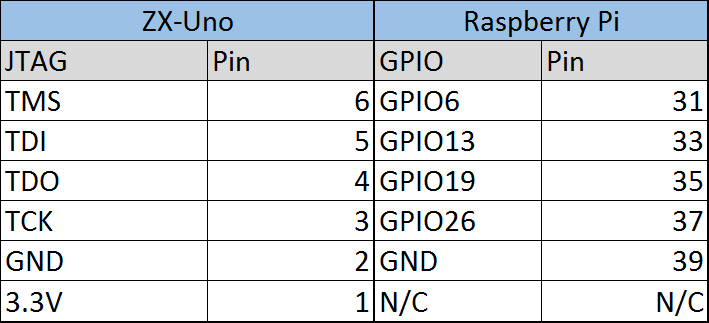 ZX-Uno Raspberry Pi
JTAG Pin GPIO Pin
TMS 6 GPIO6 31
TDI 5 GPIO13 33
TDO 4 GPIO19 35
TCK 3 GPIO26 37
GND 2 GND 39
3.3V 1 N/C N/C